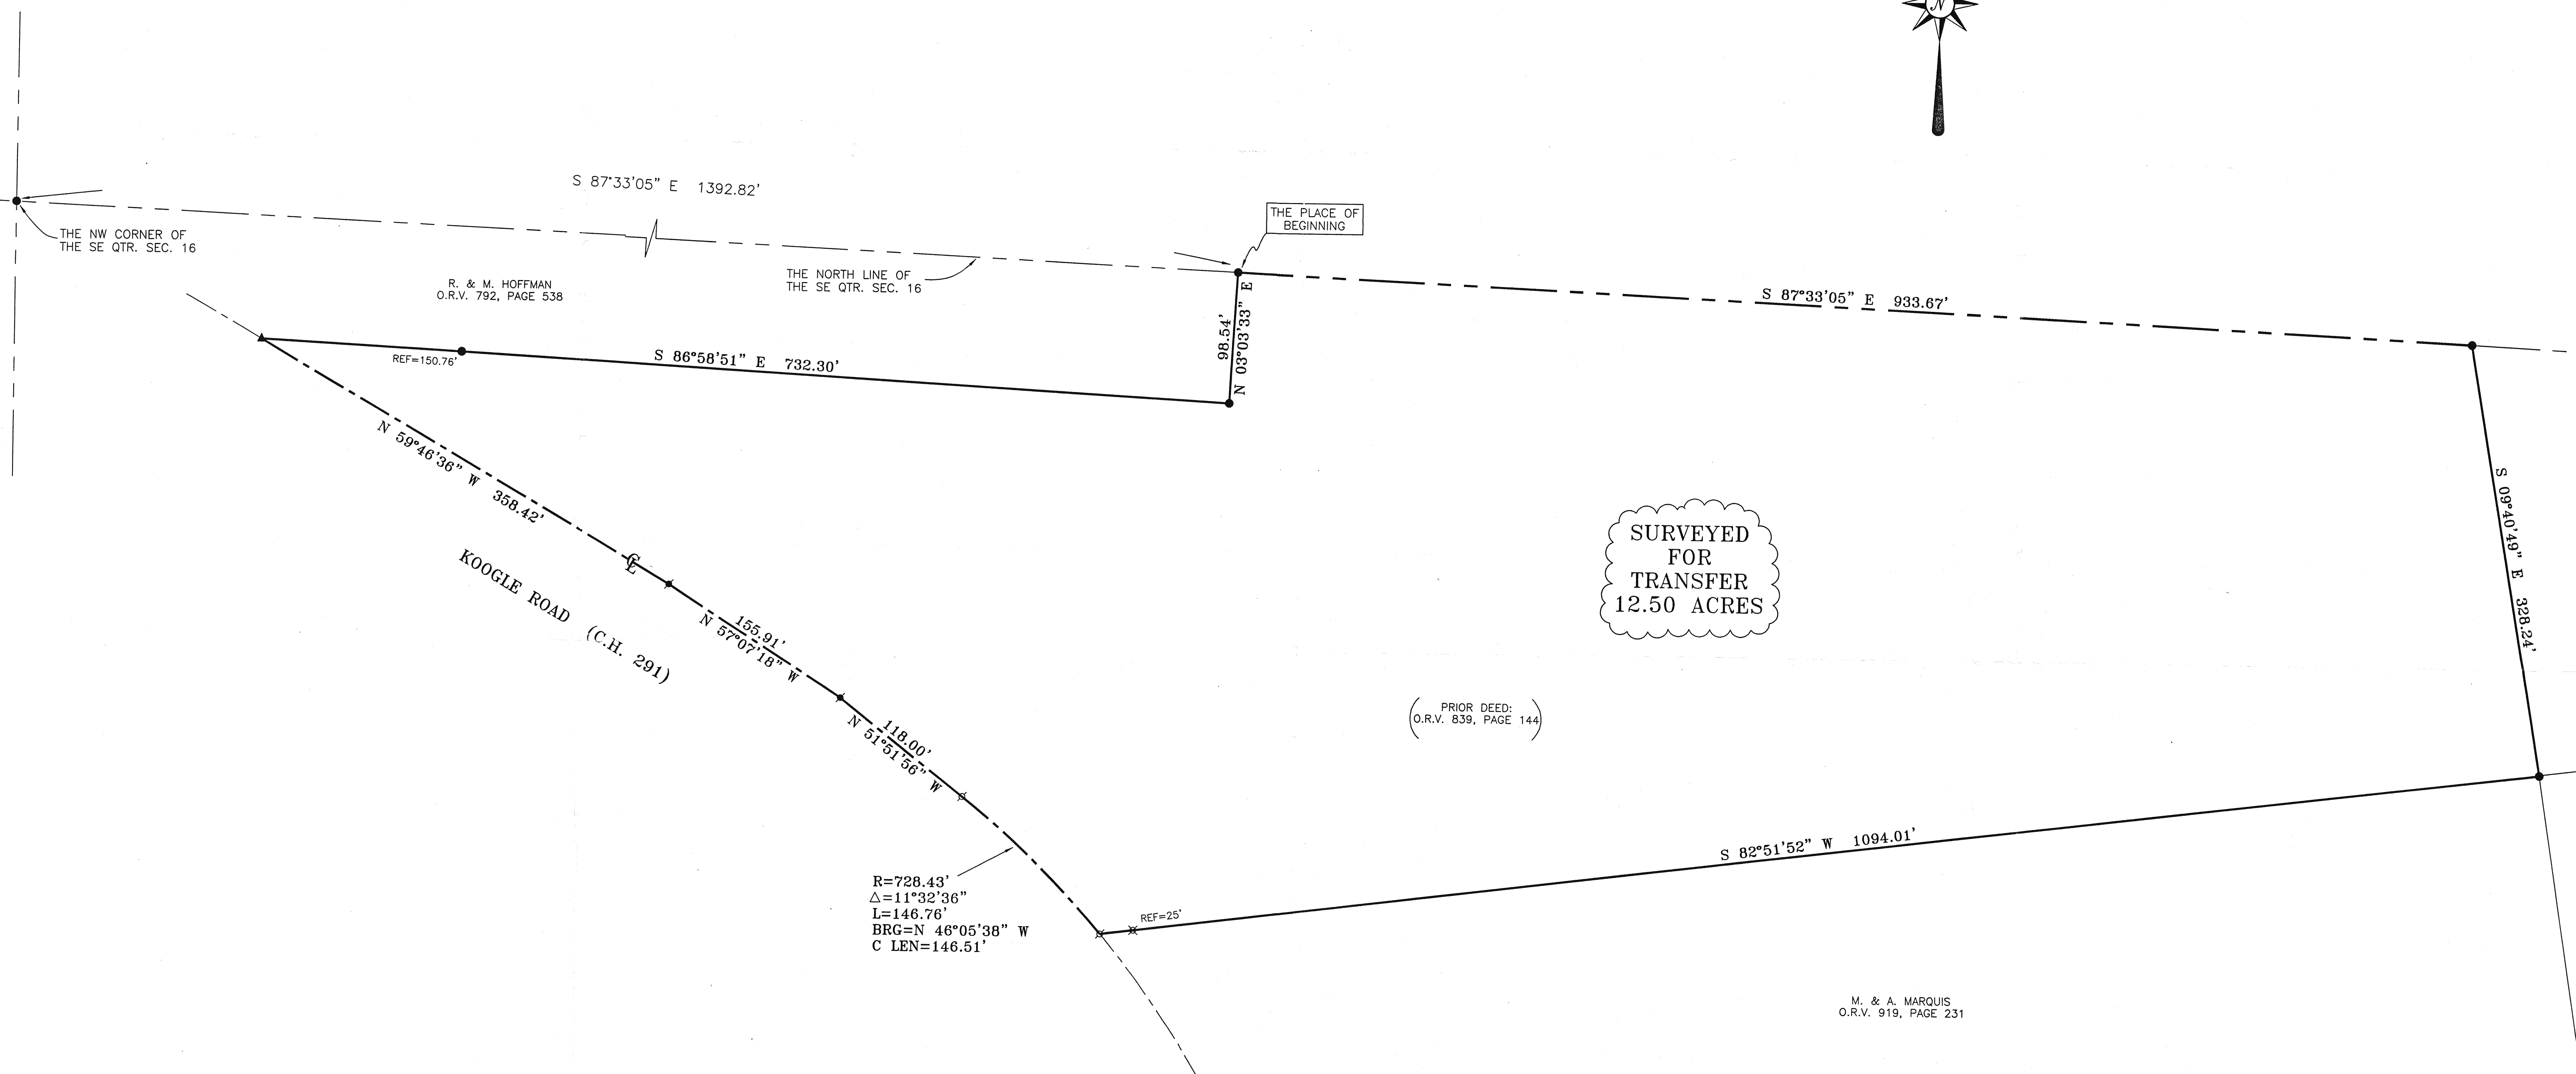 N
S 87°33'05" E 1392.82'
THE PLACE OF
BEGINNING
THE NW CORNER OF
THE SE QTR. SEC. 16
R. & M. HOFFMAN
O.R.V. 792, PAGE 538
THE NORTH LINE OF
THE SE QTR. SEC. 16
S 87°33'05" E 933.67'
98.54'
N 03°03'33" E
REF=150.76'
S 86°58'51" E 732.30'
N 59°46'36" W 358.42'
S 09°40'49" E 328.24'
SURVEYED
FOR
TRANSFER
12.50 ACRES
CL
KOOGLE ROAD (C.H. 291)
155.91'
N 57°07'18" W
PRIOR DEED:
O.R.V. 839, PAGE 144
118.00'
N 51°51'56" W
S 82°51'52" W 1094.01'
R=728.43'
△=11°32'36"
L=146.76'
BRG=N 46°05'38" W
C LEN=146.51'
REF=25'
M. & A. MARQUIS
O.R.V. 919, PAGE 231